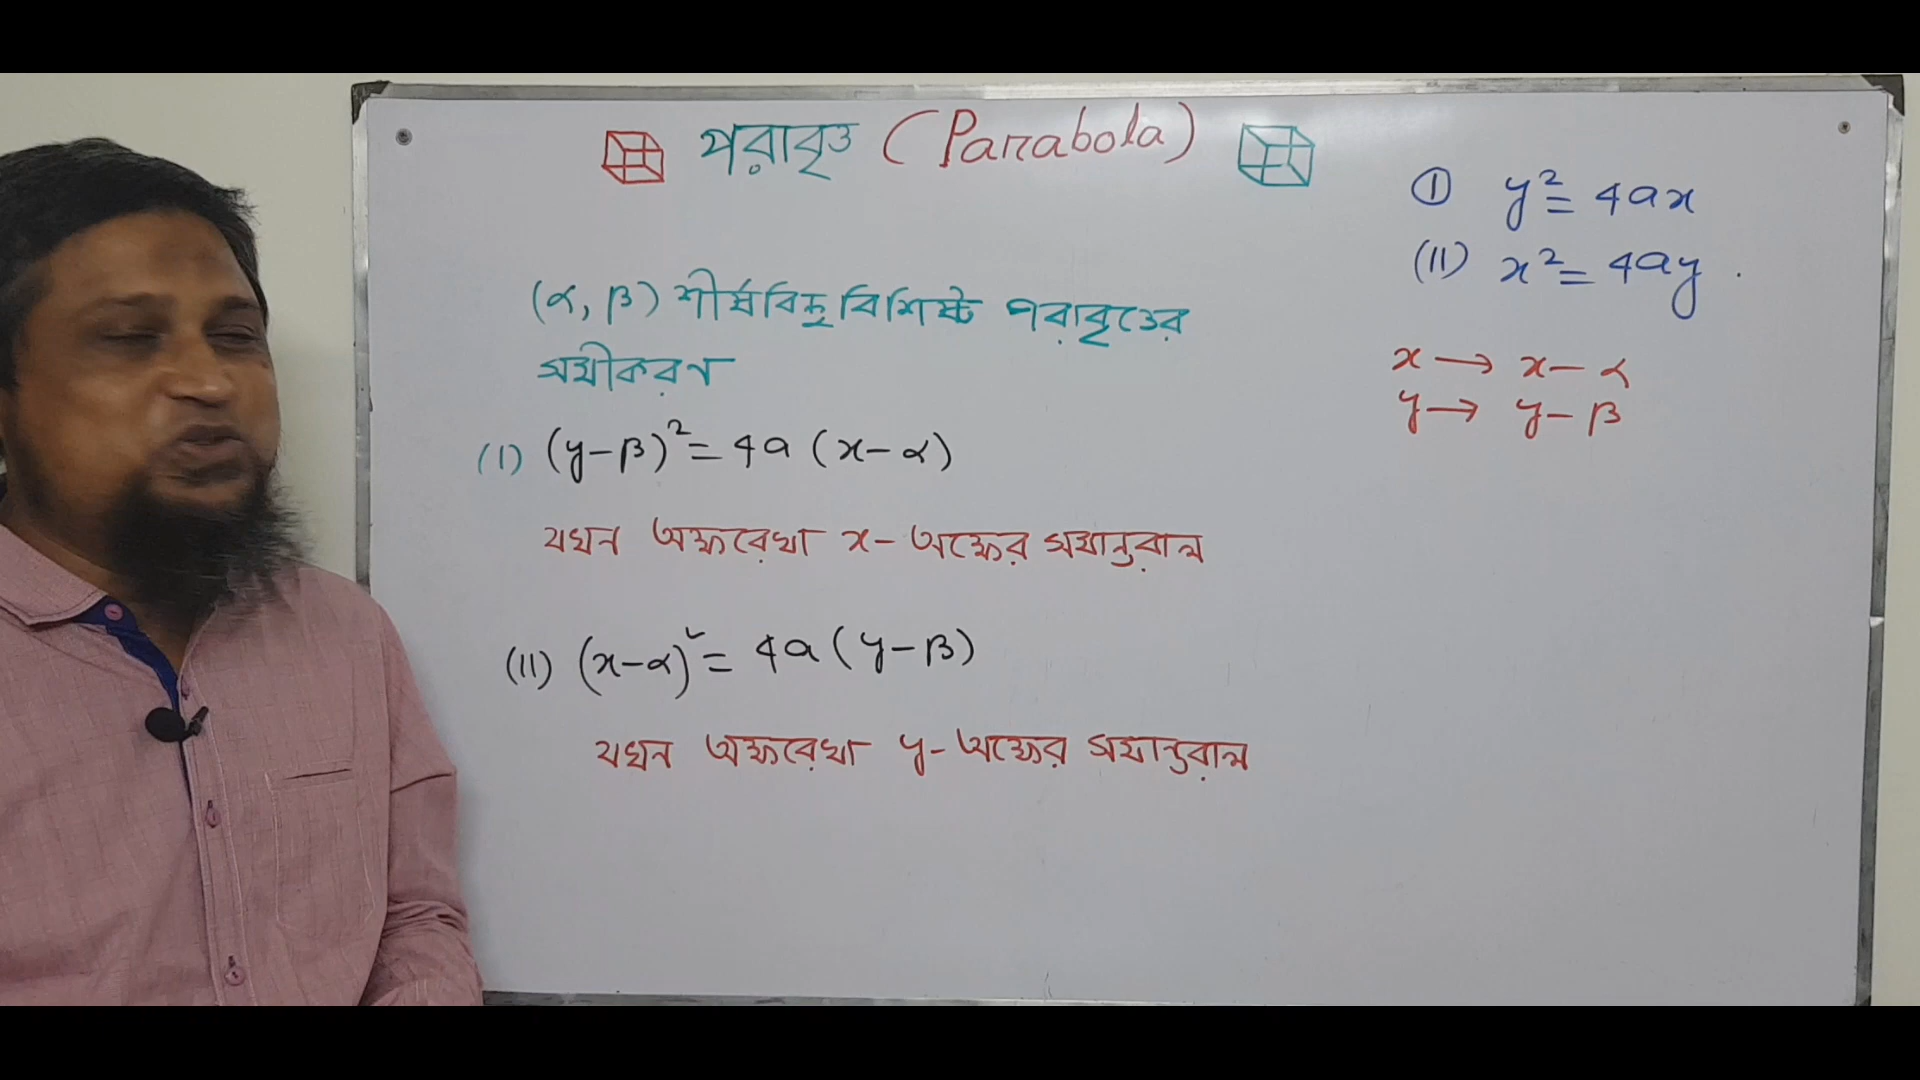 পরাবৃত্ত (Parabola)
(α, β) শীর্ষবিন্দু বিশিষ্ট পরাবৃত্তের
সমীকরণ
(I) (y-β)² = 4a (x-α)
যখন অক্ষরেখা x- অক্ষের সমান্তরাল
(II) (x-α)² = 4a (y-β)
যখন অক্ষরেখা y- অক্ষের সমান্তরাল
Ⓘ y² = 4ax
(II) x² = 4ay .
x → x-α
y → y-β